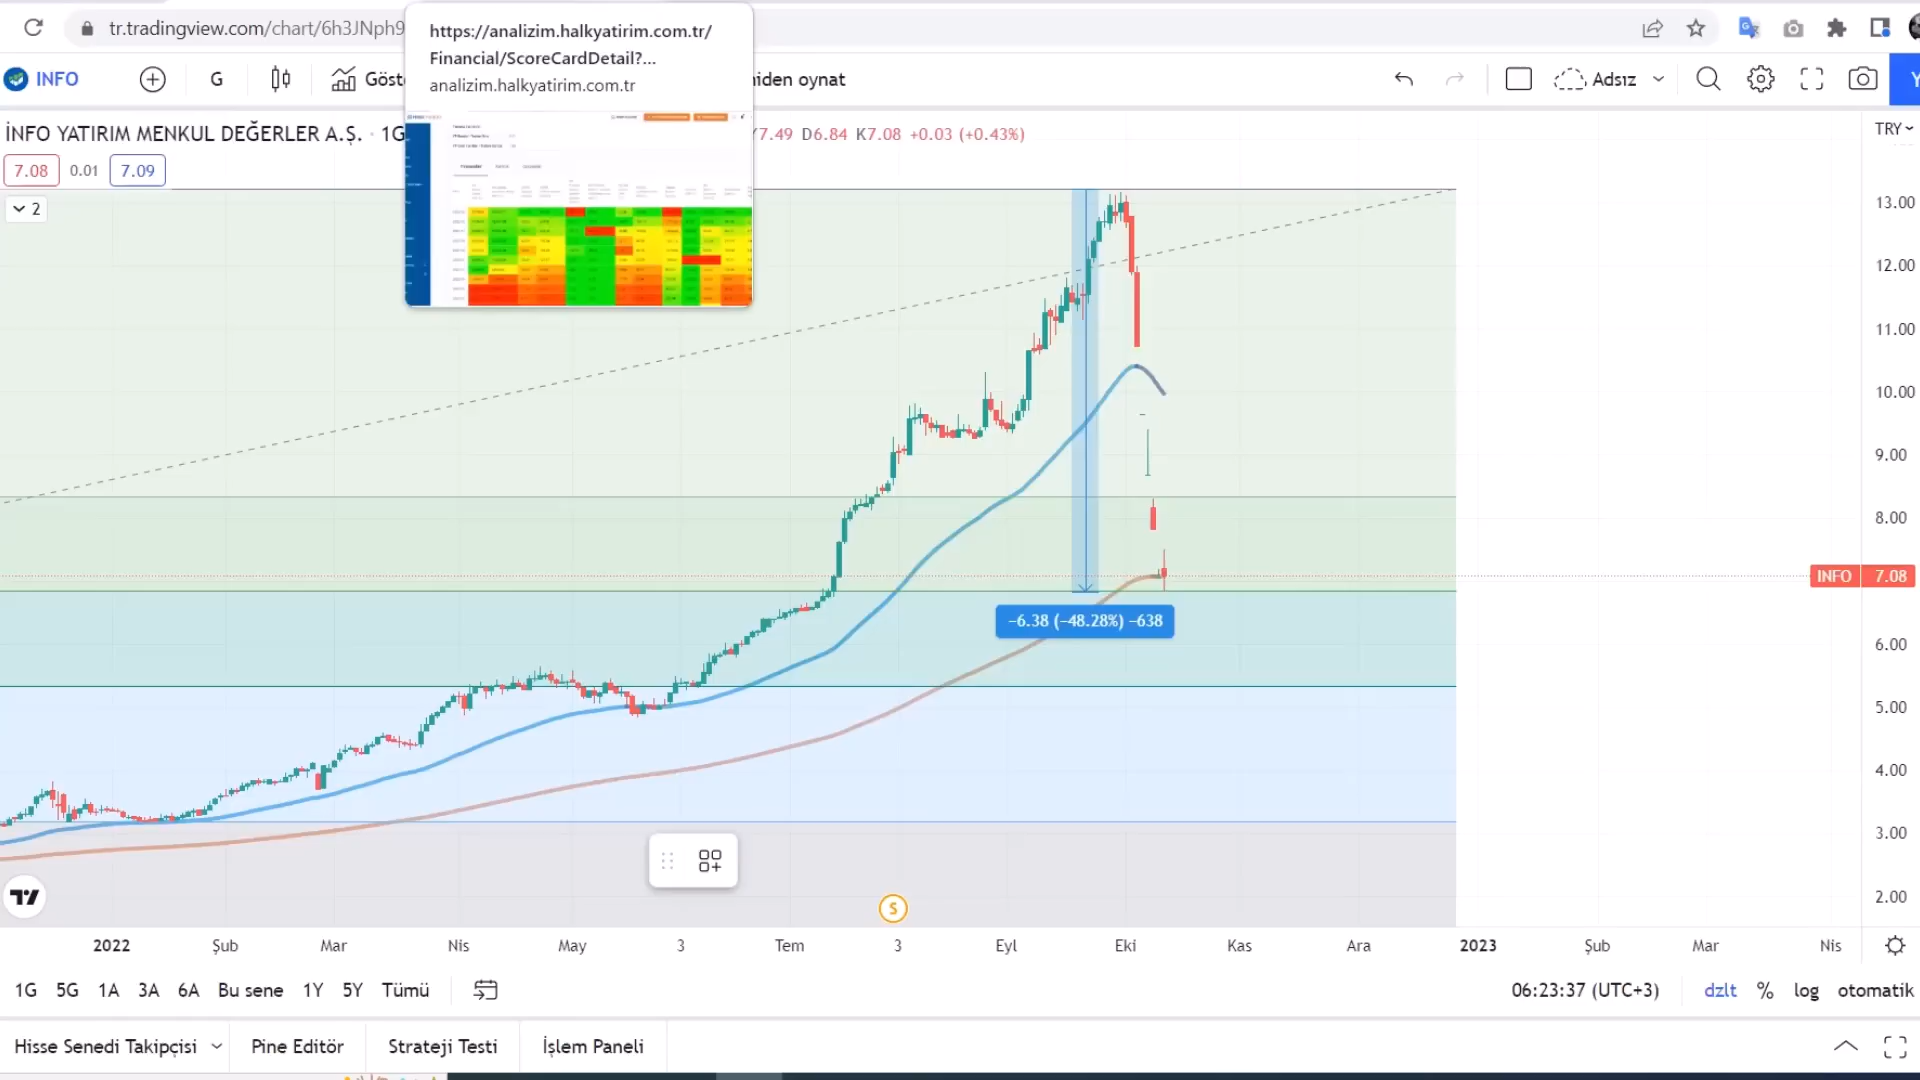 tr.tradingview.com/chart/6h3JNph9
https://analizim.halkyatirim.com.tr/
Financial/ScoreCardDetail?...
analizim.halkyatirim.com.tr
INFO
G
Göste
niden oynat
Adsız
Y
İNFO YATIRIM MENKUL DEĞERLER A.Ş. · 1G
7.49 D6.84 K7.08 +0.03 (+0.43%)
TRY
7.08
0.01
7.09
2
13.00
12.00
11.00
10.00
9.00
8.00
INFO 7.08
−6.38 (−48.28%) −638
6.00
5.00
4.00
3.00
2.00
S
2022 Şub Mar Nis May 3 Tem 3 Eyl Eki Kas Ara 2023 Şub Mar Nis
1G 5G 1A 3A 6A Bu sene 1Y 5Y Tümü
06:23:37 (UTC+3)
dzlt % log otomatik
Hisse Senedi Takipçisi
Pine Editör
Strateji Testi
İşlem Paneli